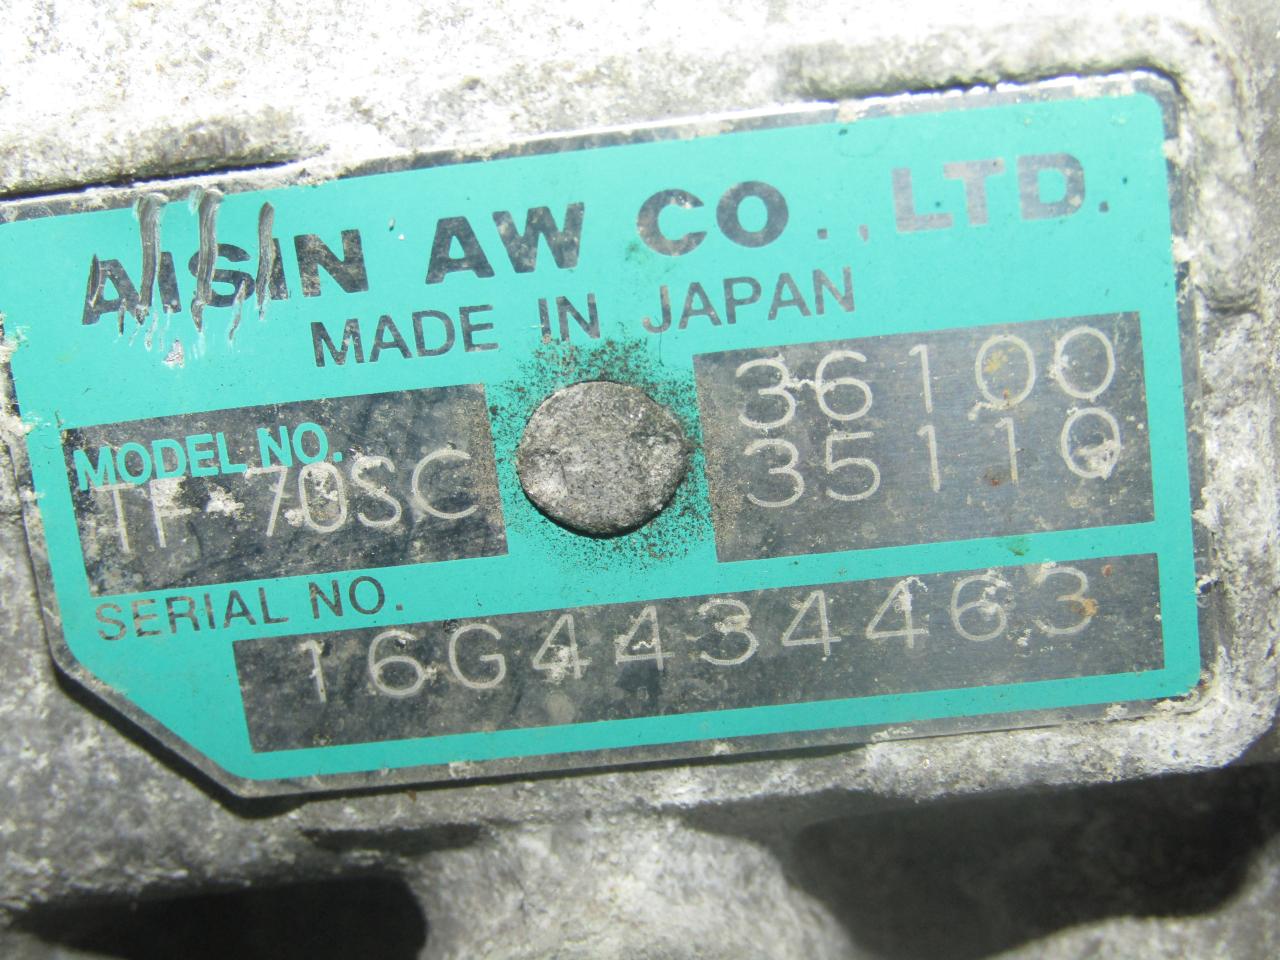 AISIN AW CO., LTD.
MADE IN JAPAN
MODEL NO.
TF-70SC
36100
35110
SERIAL NO.
16G4434463